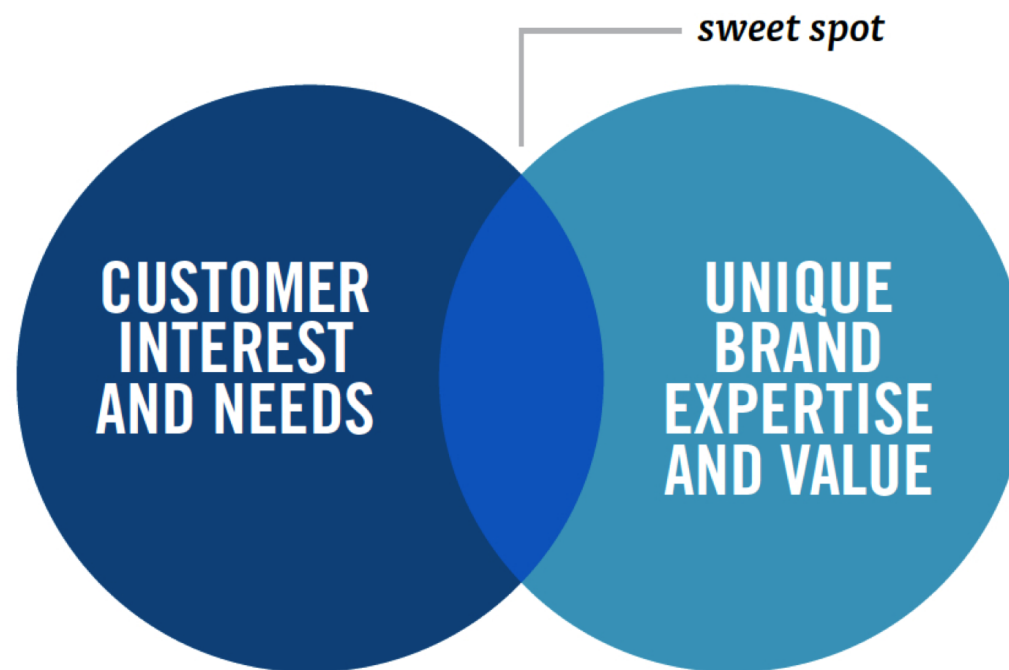 sweet spot
CUSTOMER
INTEREST
AND NEEDS
UNIQUE
BRAND
EXPERTISE
AND VALUE